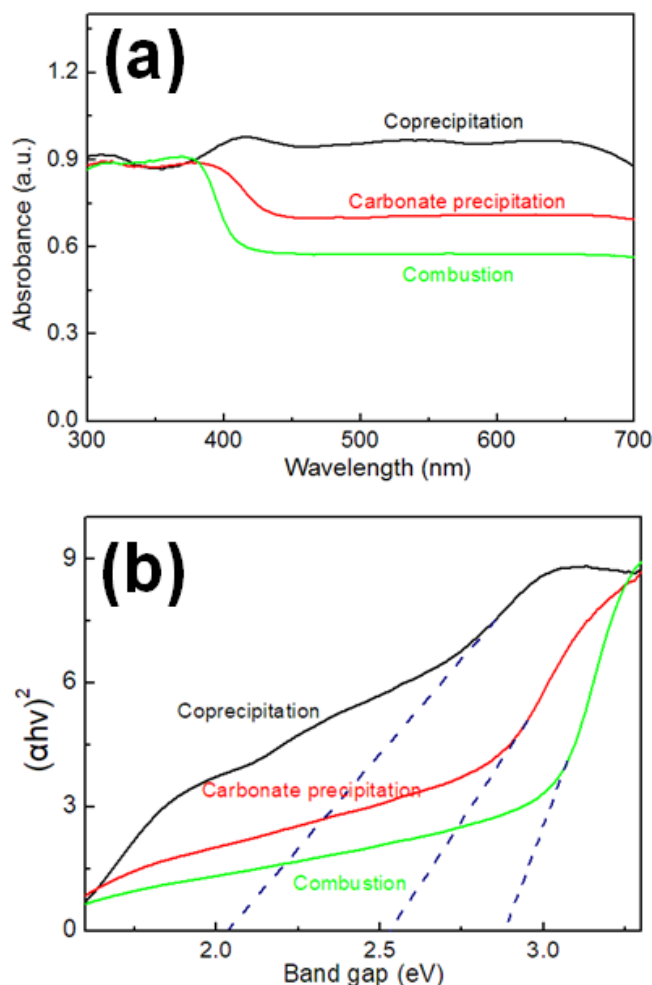 (a)
1.2
0.9
0.6
0.3
0.0
Absrobance (a.u.)
Coprecipitation
Carbonate precipitation
Combustion
300 400 500 600 700
Wavelength (nm)
(b)
9
6
3
0
(αhv)²
Coprecipitation
Carbonate precipitation
Combustion
2.0 2.5 3.0
Band gap (eV)